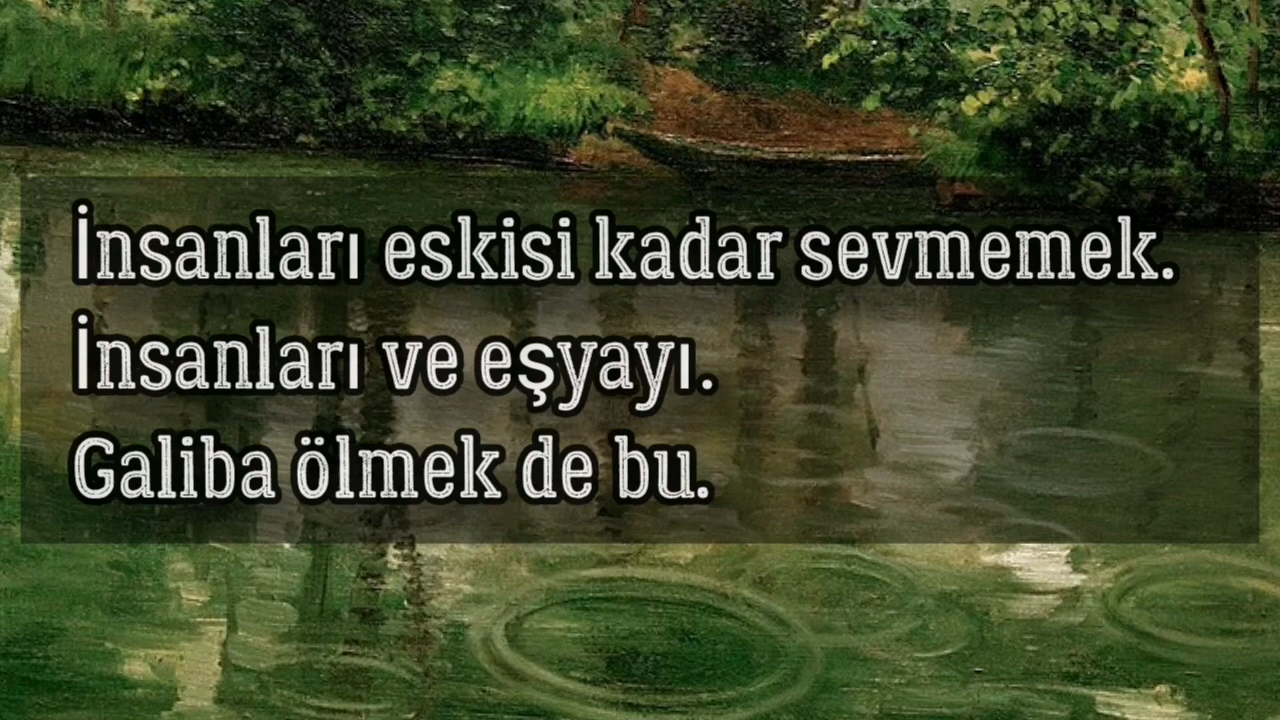 İnsanları eskisi kadar sevmemek.
İnsanları ve eşyayı.
Galiba ölmek de bu.